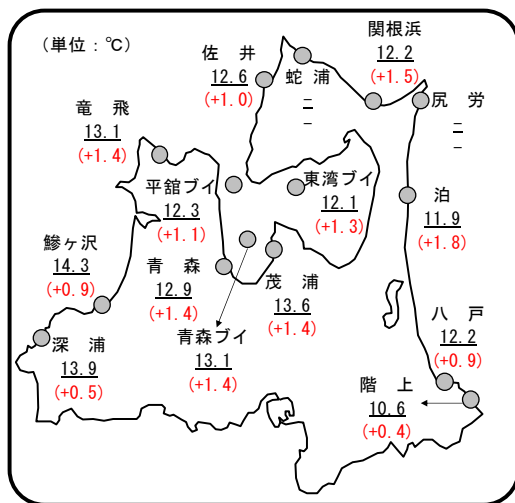 (単位：℃)
佐 井
12.6
(+1.0)
蛇 浦
--
--
関根浜
12.2
(+1.5)
尻 労
--
--
竜 飛
13.1
(+1.4)
平舘ブイ
12.3
(+1.1)
東湾ブイ
12.1
(+1.3)
泊
11.9
(+1.8)
鰺ヶ沢
14.3
(+0.9)
青 森
12.9
(+1.4)
茂 浦
13.6
(+1.4)
青森ブイ
13.1
(+1.4)
八 戸
12.2
(+0.9)
深 浦
13.9
(+0.5)
階 上
10.6
(+0.4)